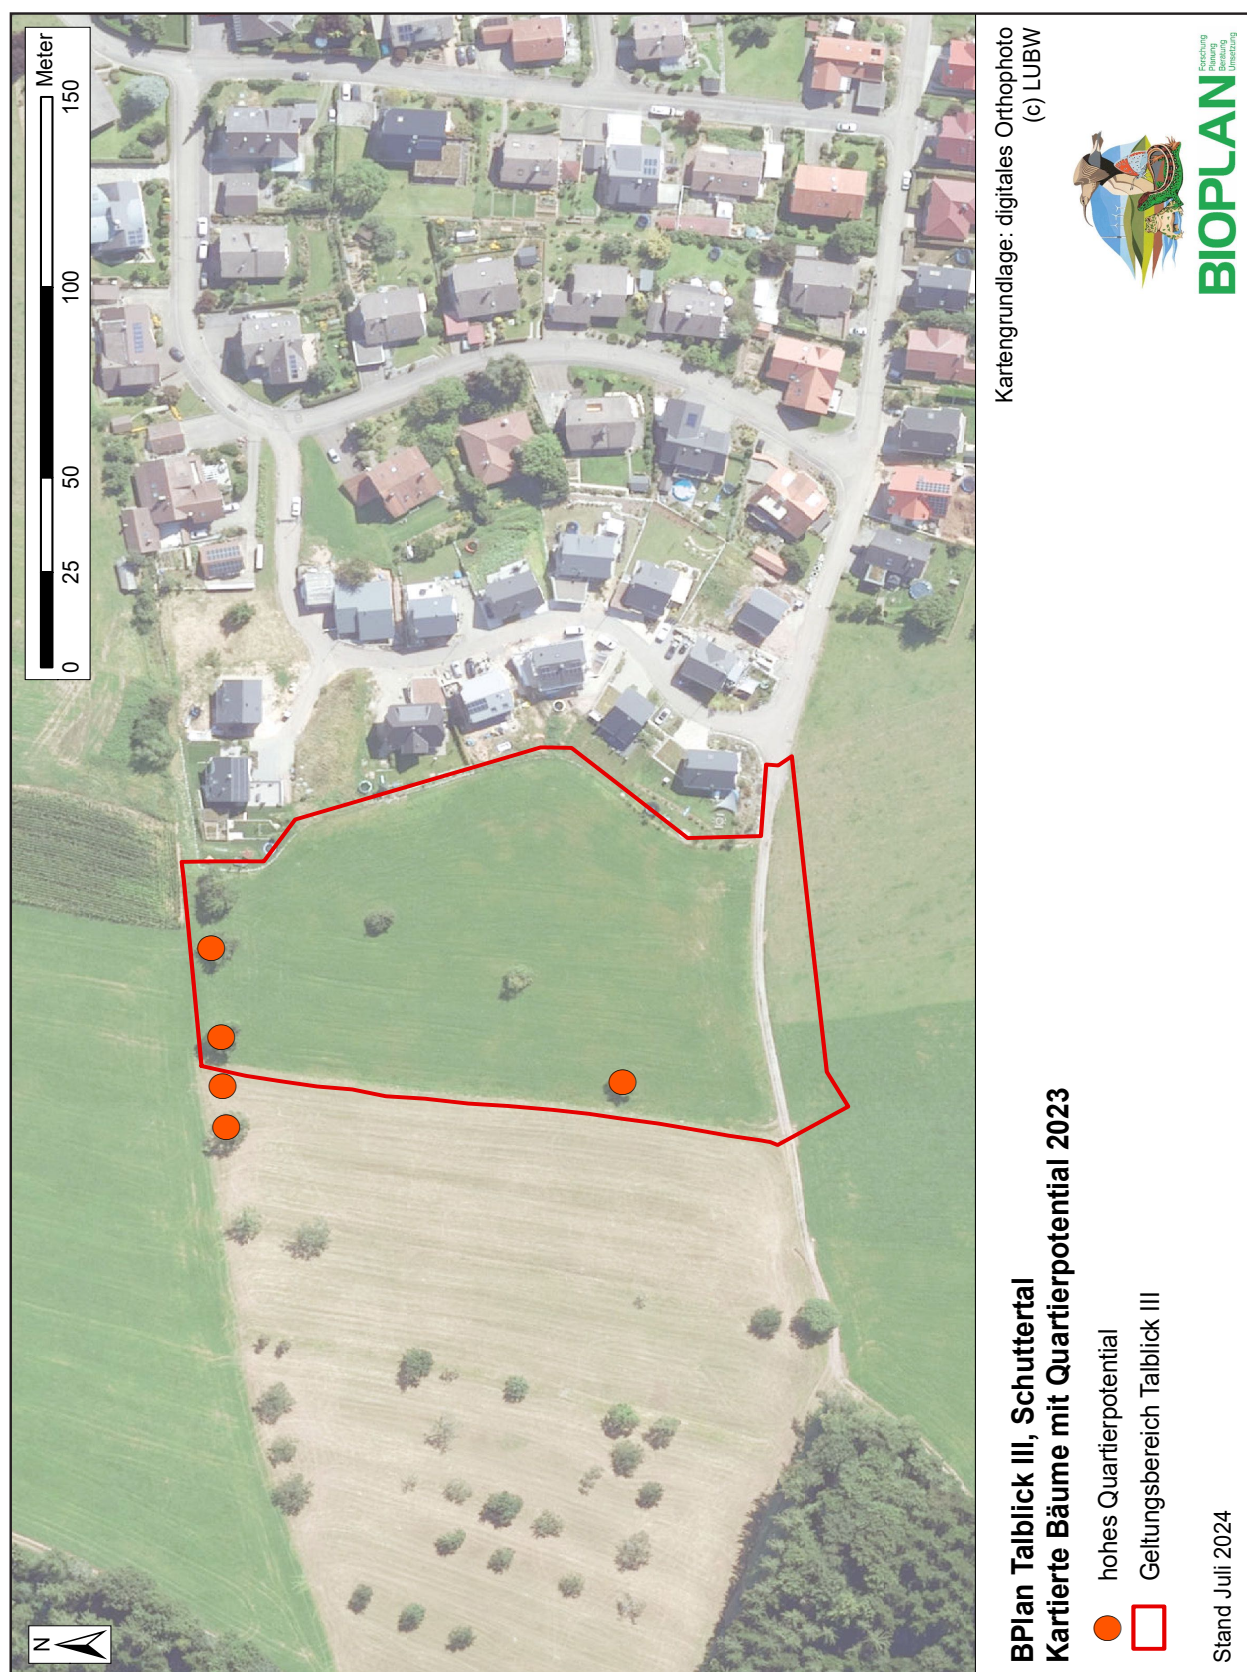 N
0 25 50 100 150
Meter
BPlan Talblick III, Schuttertal
Kartierte Bäume mit Quartierpotential 2023
hohes Quartierpotential
Geltungsbereich Talblick III
Stand Juli 2024
Kartengrundlage: digitales Orthophoto
(c) LUBW
BIOPLAN
Forschung
Planung
Beratung
Umsetzung